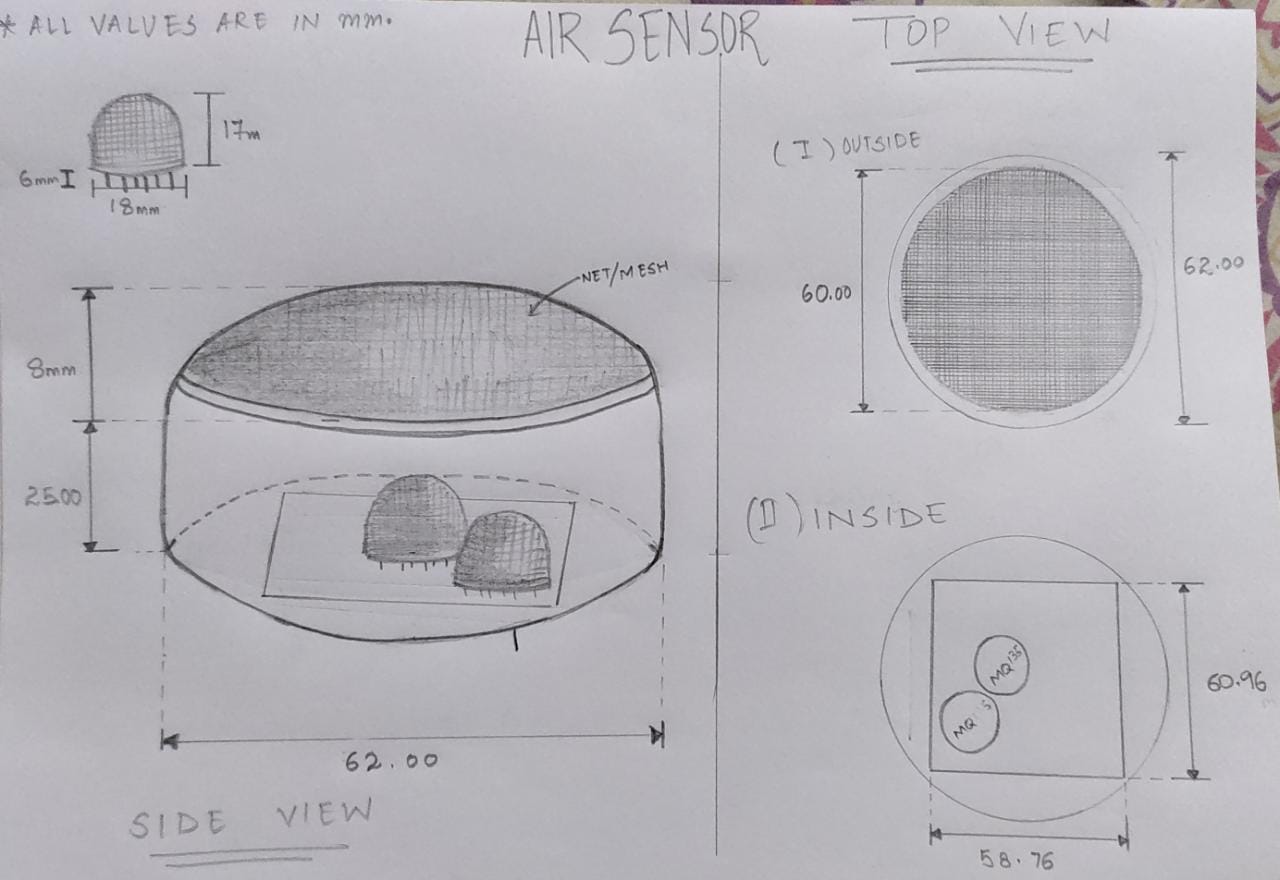 * ALL VALUES ARE IN mm.
AIR SENSOR
TOP VIEW
17m
6mm
18mm
(I) OUTSIDE
60.00
62.00
NET/MESH
8mm
25.00
62.00
SIDE VIEW
(II) INSIDE
MQ 135
MQ
60.96
58.76